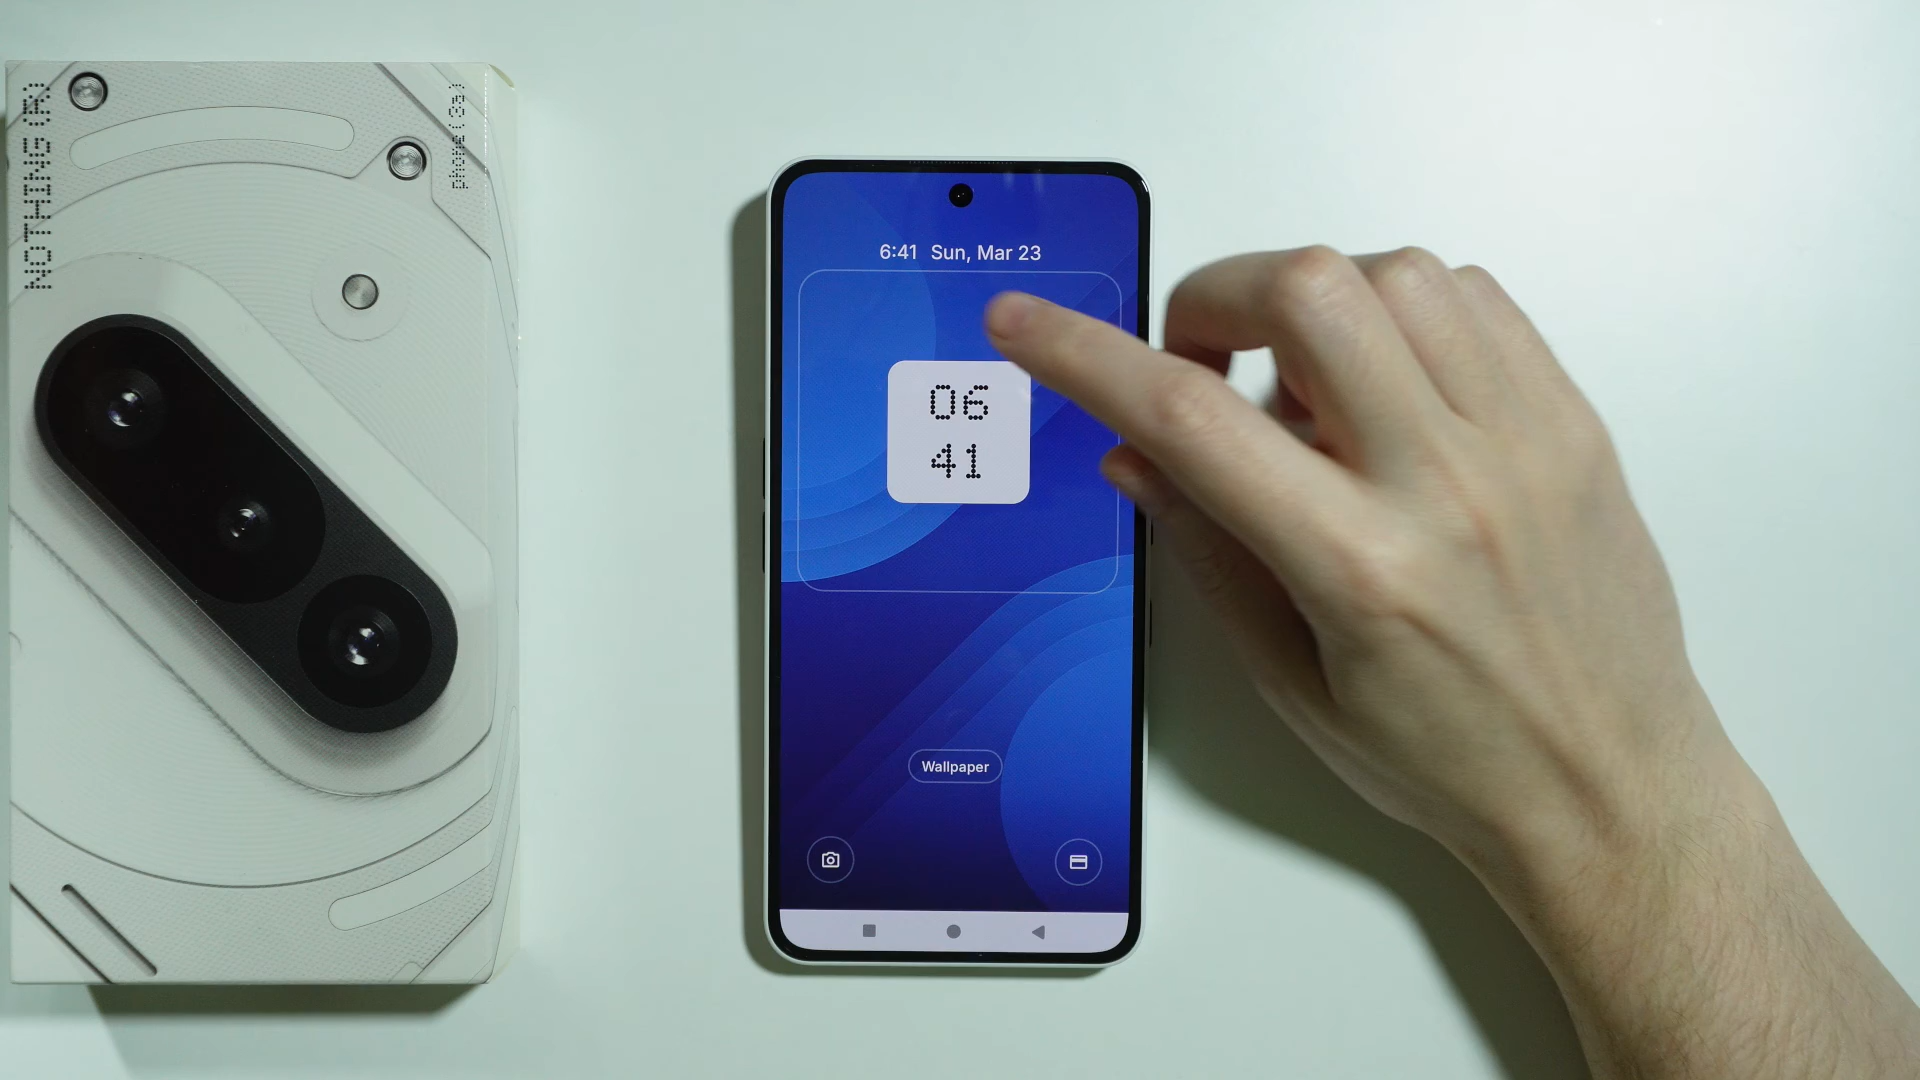 NOTHING (R)
phone (3a)
6:41 Sun, Mar 23
06
41
Wallpaper